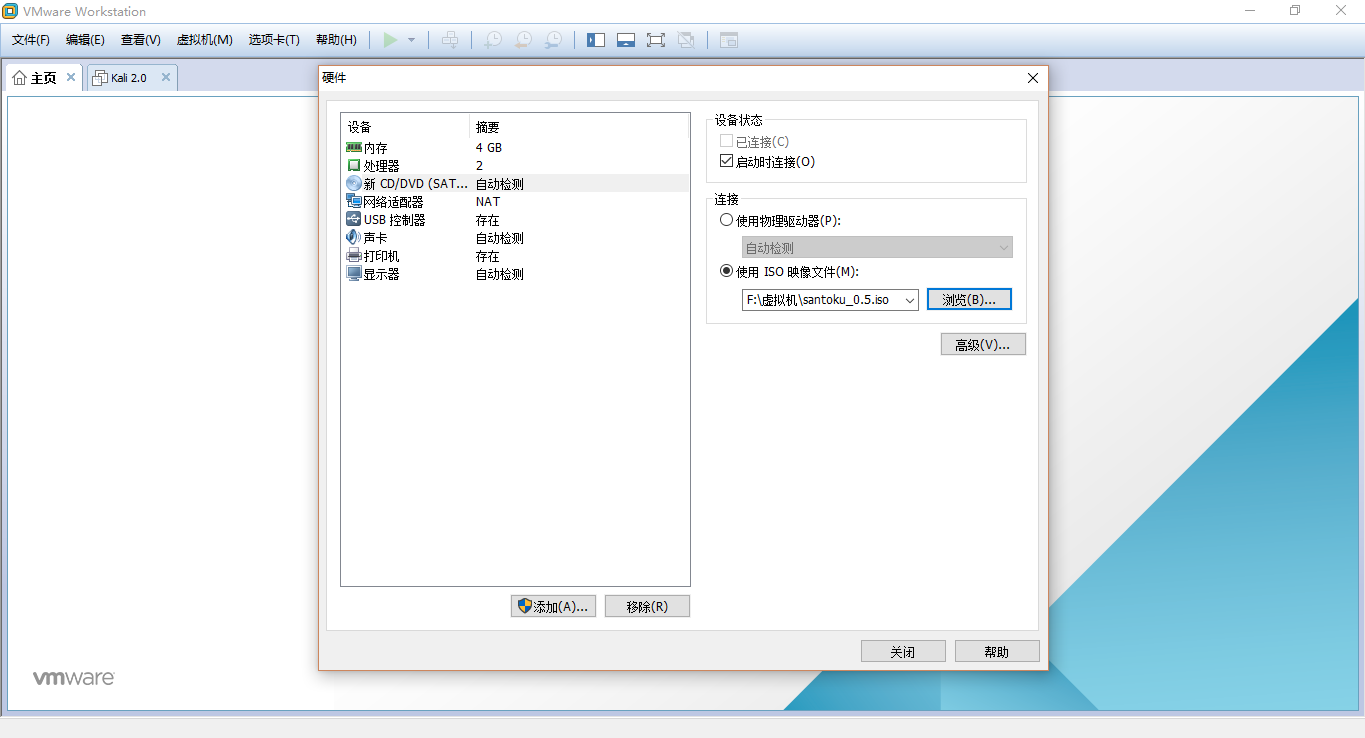 VMware Workstation
文件(F) 编辑(E) 查看(V) 虚拟机(M) 选项卡(T) 帮助(H)
主页 Kali 2.0
硬件
设备 摘要
内存 4 GB
处理器 2
新 CD/DVD (SAT... 自动检测
网络适配器 NAT
USB 控制器 存在
声卡 自动检测
打印机 存在
显示器 自动检测
添加(A)... 移除(R)
设备状态
已连接(C)
启动时连接(O)
连接
使用物理驱动器(P):
自动检测
使用 ISO 映像文件(M):
F:\虚拟机\santoku_0.5.iso 浏览(B)...
高级(V)...
关闭 帮助
vmware